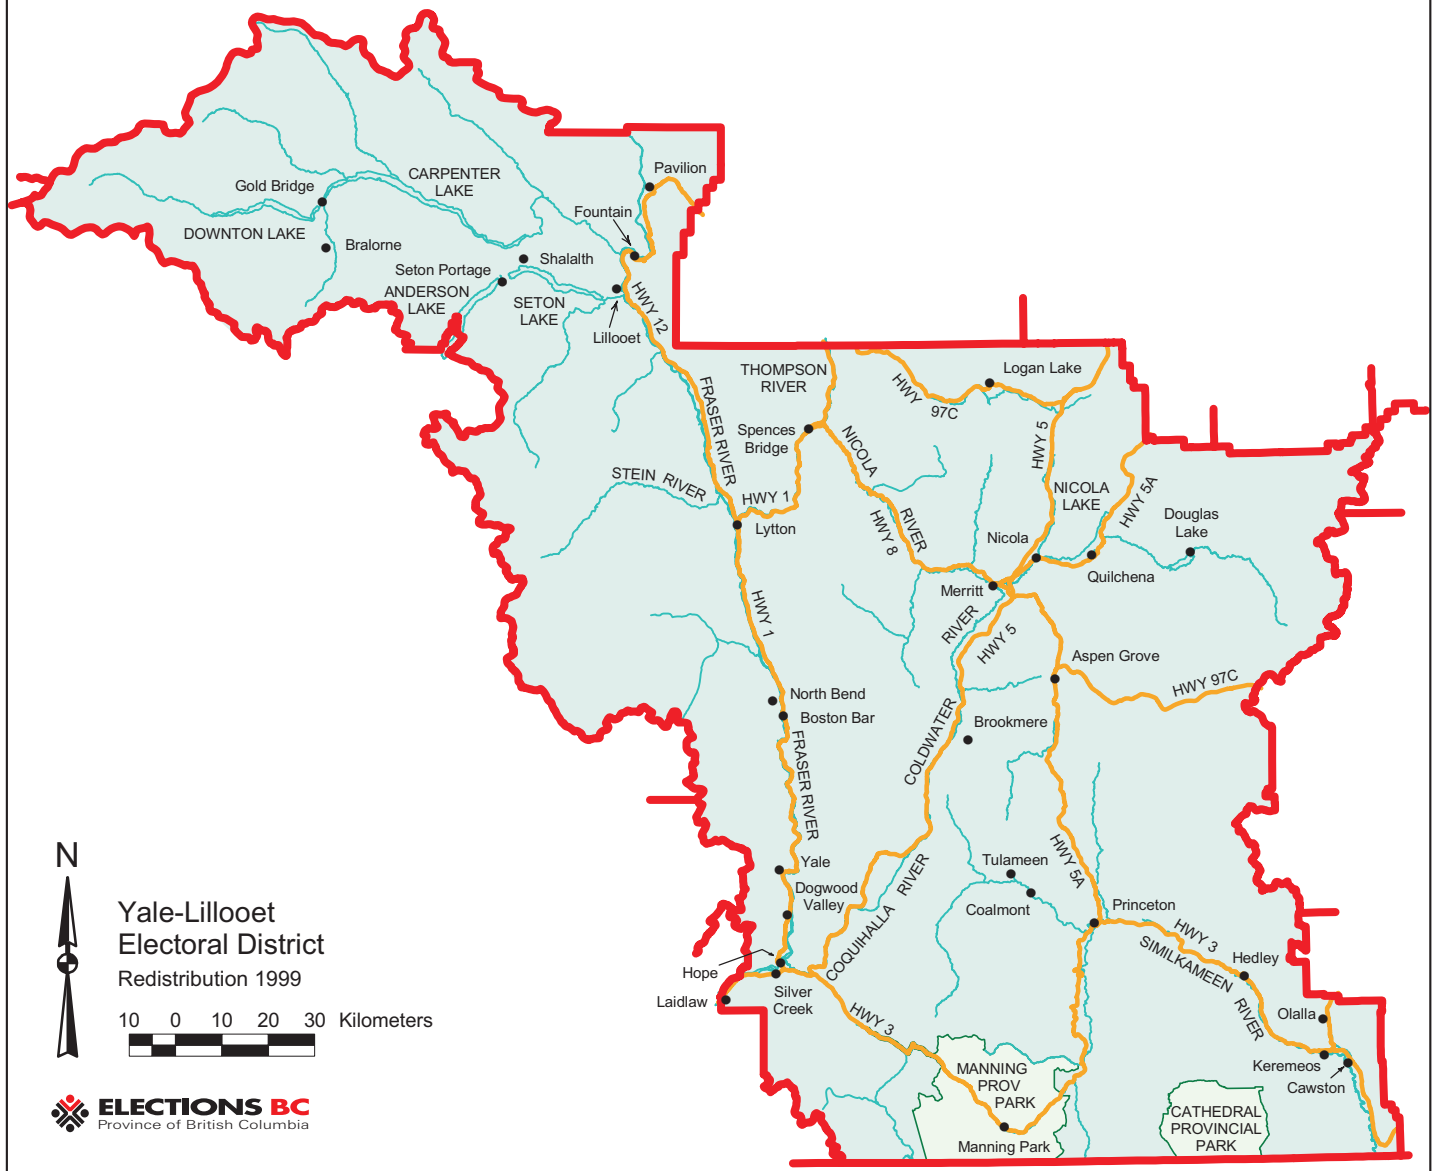 Pavilion
CARPENTER
LAKE
Gold Bridge
Fountain
DOWNTON LAKE
Bralorne
Shalalth
Seton Portage
ANDERSON
LAKE
SETON
LAKE
HWY 12
Lillooet
THOMPSON
RIVER
HWY
97C
Logan Lake
FRASER RIVER
Spences
Bridge
NICOLA
RIVER
HWY 5
STEIN RIVER
HWY 1
NICOLA
LAKE
HWY 5A
Douglas
Lake
Lytton
HWY 8
Nicola
Quilchena
Merritt
HWY 1
RIVER
HWY 5
Aspen Grove
HWY 97C
North Bend
Boston Bar
COLDWATER
Brookmere
FRASER RIVER
HWY 5A
Yale
Tulameen
Dogwood
Valley
Coalmont
Princeton
COQUIHALLA RIVER
HWY 3
SIMILKAMEEN
RIVER
Hedley
Hope
Silver
Creek
Laidlaw
HWY 3
Olalla
Keremeos
Cawston
MANNING
PROV
PARK
Manning Park
CATHEDRAL
PROVINCIAL
PARK
N
Yale-Lillooet
Electoral District
Redistribution 1999
10 0 10 20 30 Kilometers
ELECTIONS BC
Province of British Columbia